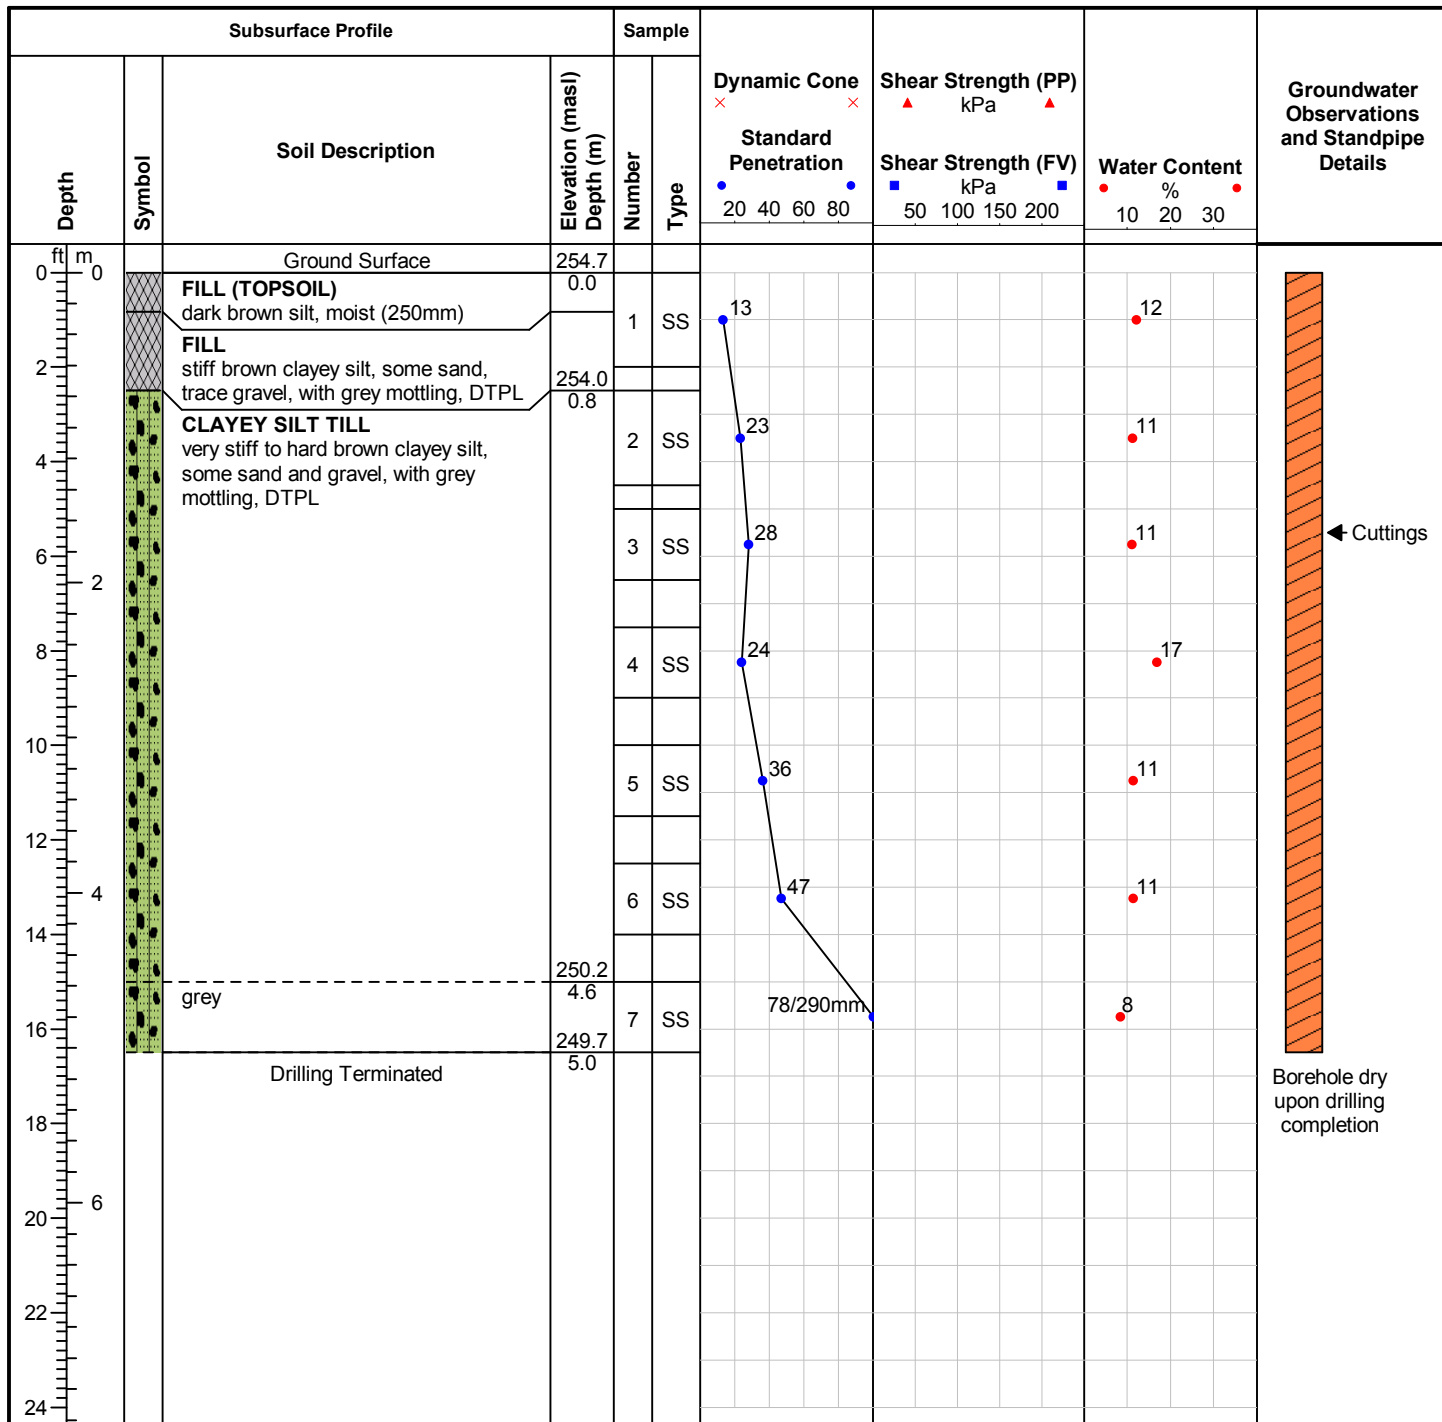 Subsurface Profile
Sample
Depth
Symbol
Soil Description
Elevation (masl)
Depth (m)
Number
Type
Dynamic Cone
Standard
Penetration
20 40 60 80
Shear Strength (PP)
kPa
Shear Strength (FV)
kPa
50 100 150 200
Water Content
%
10 20 30
Groundwater
Observations
and Standpipe
Details
ft m
Ground Surface
254.7
0 0
0.0
FILL (TOPSOIL)
dark brown silt, moist (250mm)
1 SS
13
12
FILL
stiff brown clayey silt, some sand,
trace gravel, with grey mottling, DTPL
2
254.0
0.8
CLAYEY SILT TILL
very stiff to hard brown clayey silt,
some sand and gravel, with grey
mottling, DTPL
2 SS
23
11
4
3 SS
28
11
Cuttings
6
2
8
4 SS
24
17
10
5 SS
36
11
12
4
6 SS
47
11
14
250.2
4.6
grey
7 SS
78/290mm
8
16
249.7
5.0
Drilling Terminated
Borehole dry
upon drilling
completion
18
6
20
22
24